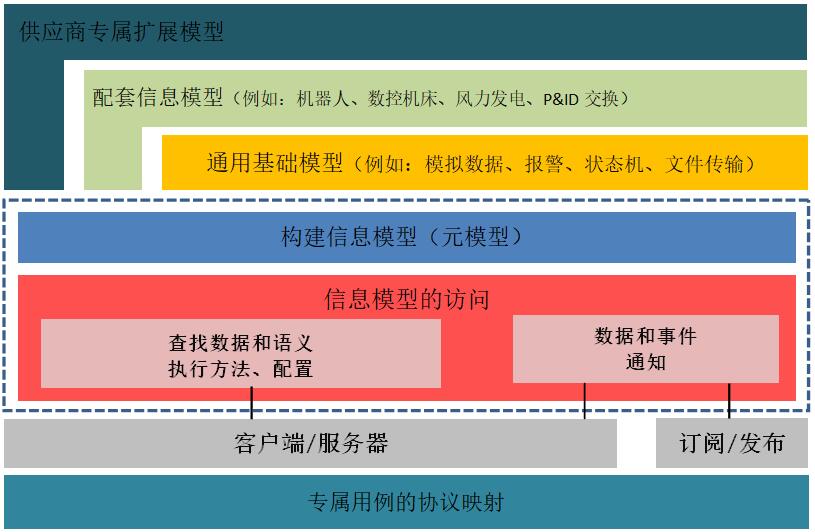 供应商专属扩展模型
配套信息模型（例如：机器人、数控机床、风力发电、P&ID 交换）
通用基础模型（例如：模拟数据、报警、状态机、文件传输）
构建信息模型（元模型）
信息模型的访问
查找数据和语义
执行方法、配置
数据和事件
通知
客户端/服务器
订阅/发布
专属用例的协议映射